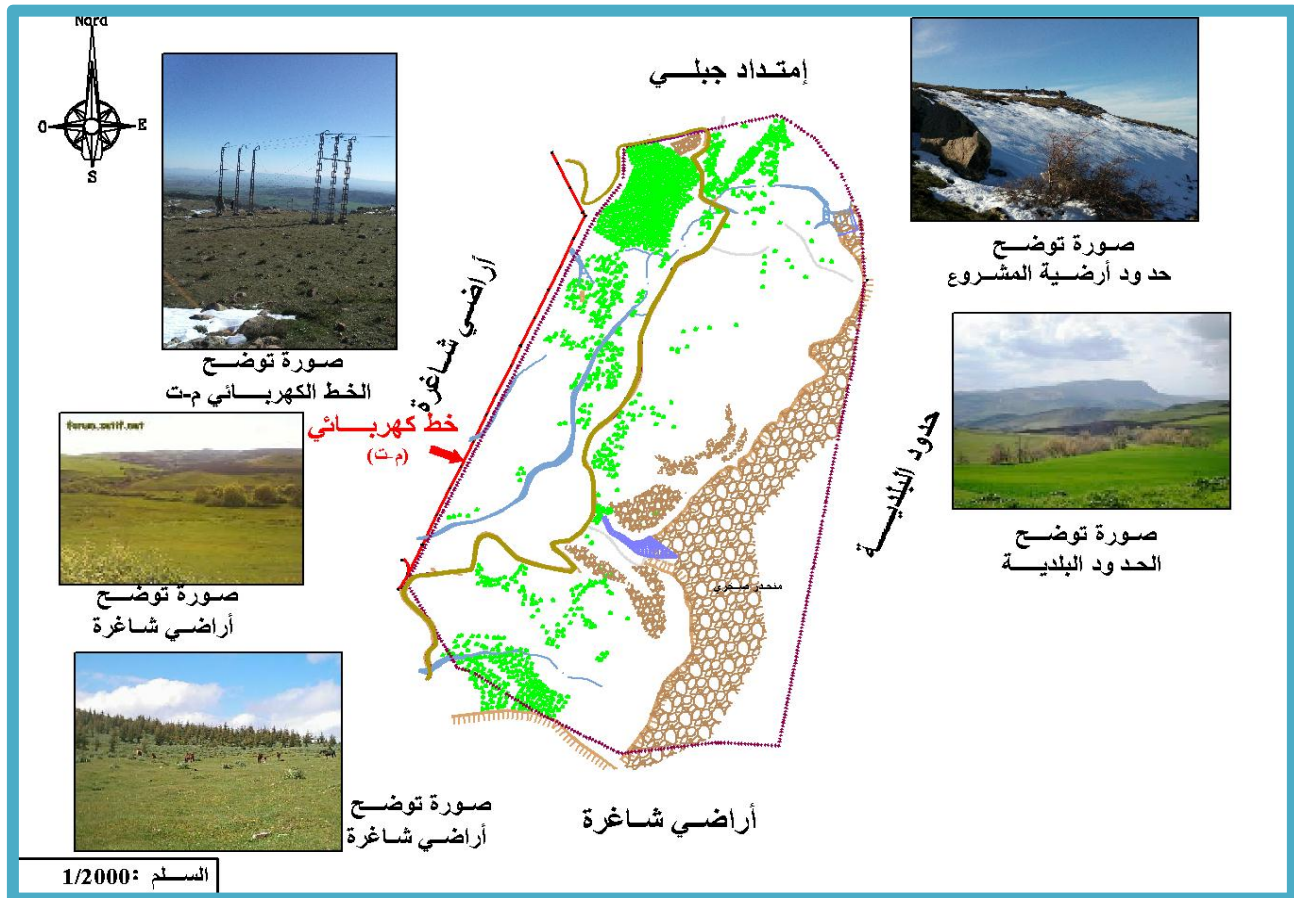 Nord
O
E
S
إمتداد جبلي
صورة توضح
حدود أرضية المشروع
صورة توضح
الخط الكهربائي م-ت
أراضي شاغرة
خط كهربائي
(م-ت)
forum.setif.net
صورة توضح
أراضي شاغرة
حدود البلدية
صورة توضح
الحدود البلدية
منحدر صخري
صورة توضح
أراضي شاغرة
أراضي شاغرة
السلم :1/2000